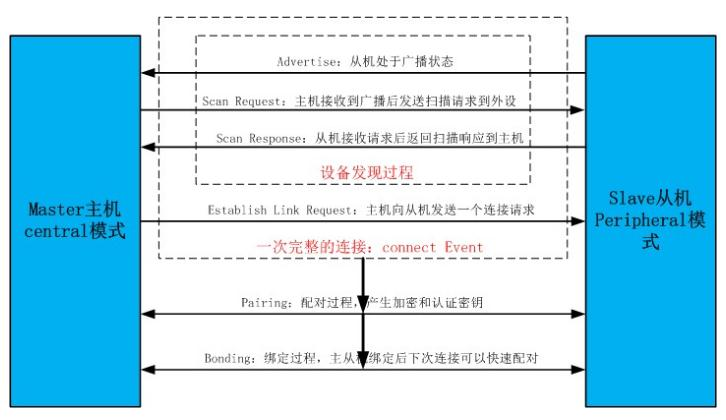 Advertise：从机处于广播状态
Scan Request：主机接收到广播后发送扫描请求到外设
Scan Response：从机接收请求后返回扫描响应到主机
设备发现过程
Master主机
central模式
Slave从机
Peripheral模
式
Establish Link Request：主机向从机发送一个连接请求
一次完整的连接：connect Event
Pairing：配对过程，产生加密和认证密钥
Bonding：绑定过程，主从机绑定后下次连接可以快速配对